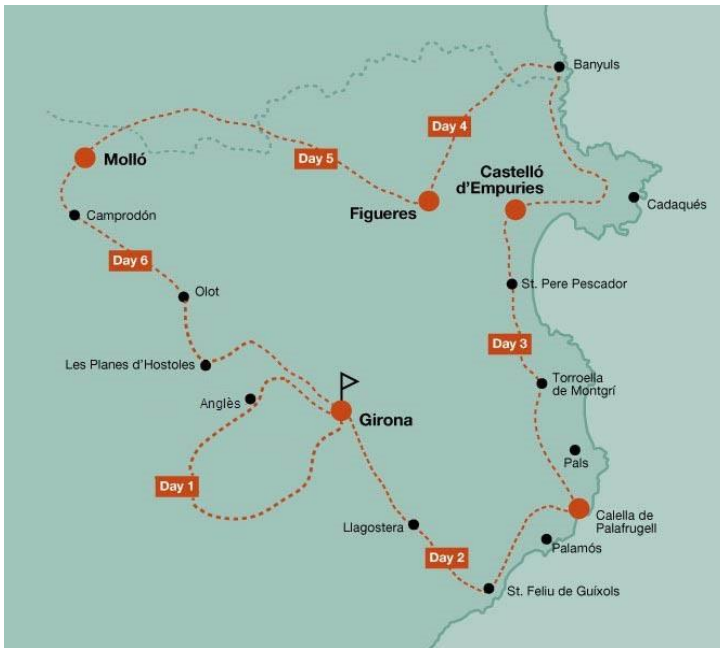 Banyuls
Day 4
Day 5
Molló
Castelló
d'Empuries
Cadaqués
Figueres
Camprodón
Day 6
St. Pere Pescador
Olot
Day 3
Les Planes d'Hostoles
Torroella
de Montgrí
Anglès
Girona
Pals
Day 1
Calella de
Palafrugell
Llagostera
Palamós
Day 2
St. Feliu de Guíxols